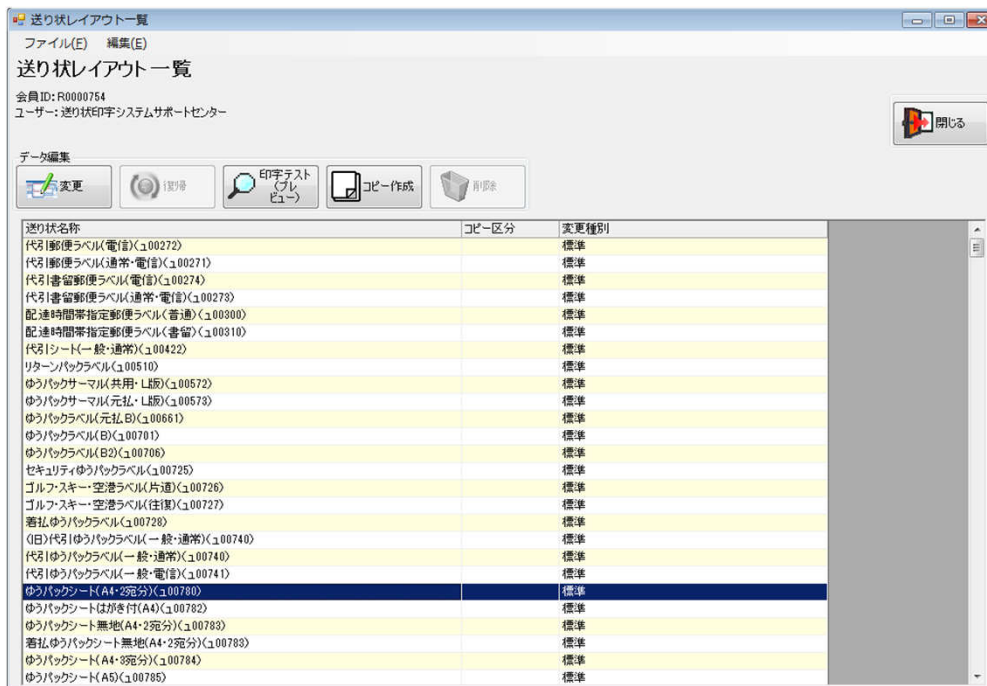 送り状レイアウト一覧
ファイル(F) 編集(E)
送り状レイアウト一覧
会員ID:R0000754
ユーザー:送り状印字システムサポートセンター
閉じる
データ編集
変更
復帰
印字テスト
(プレ
ビュー)
コピー作成
削除
送り状名称 コピー区分 変更種別
代引郵便ラベル(電信)(ュ00272) 標準
代引郵便ラベル(通常・電信)(ュ00271) 標準
代引書留郵便ラベル(電信)(ュ00274) 標準
代引書留郵便ラベル(通常・電信)(ュ00273) 標準
配達時間帯指定郵便ラベル(普通)(ュ00300) 標準
配達時間帯指定郵便ラベル(書留)(ュ00310) 標準
代引シート(一般・通常)(ュ00422) 標準
リターンパックラベル(ュ00510) 標準
ゆうパックサーマル(共用・L版)(ュ00572) 標準
ゆうパックサーマル(元払・L版)(ュ00573) 標準
ゆうパックラベル(元払B)(ュ00661) 標準
ゆうパックラベル(B)(ュ00701) 標準
ゆうパックラベル(B2)(ュ00706) 標準
セキュリティゆうパックラベル(ュ00725) 標準
ゴルフ・スキー・空港ラベル(片道)(ュ00726) 標準
ゴルフ・スキー・空港ラベル(往復)(ュ00727) 標準
着払ゆうパックラベル(ュ00728) 標準
(旧)代引ゆうパックラベル(一般・通常)(ュ00740) 標準
代引ゆうパックラベル(一般・通常)(ュ00740) 標準
代引ゆうパックラベル(一般・電信)(ュ00741) 標準
ゆうパックシート(A4・2宛分)(ュ00780) 標準
ゆうパックシートはがき付(A4)(ュ00782) 標準
ゆうパックシート無地(A4・2宛分)(ュ00783) 標準
着払ゆうパックシート無地(A4・2宛分)(ュ00783) 標準
ゆうパックシート(A4・3宛分)(ュ00784) 標準
ゆうパックシート(A5)(ュ00785) 標準